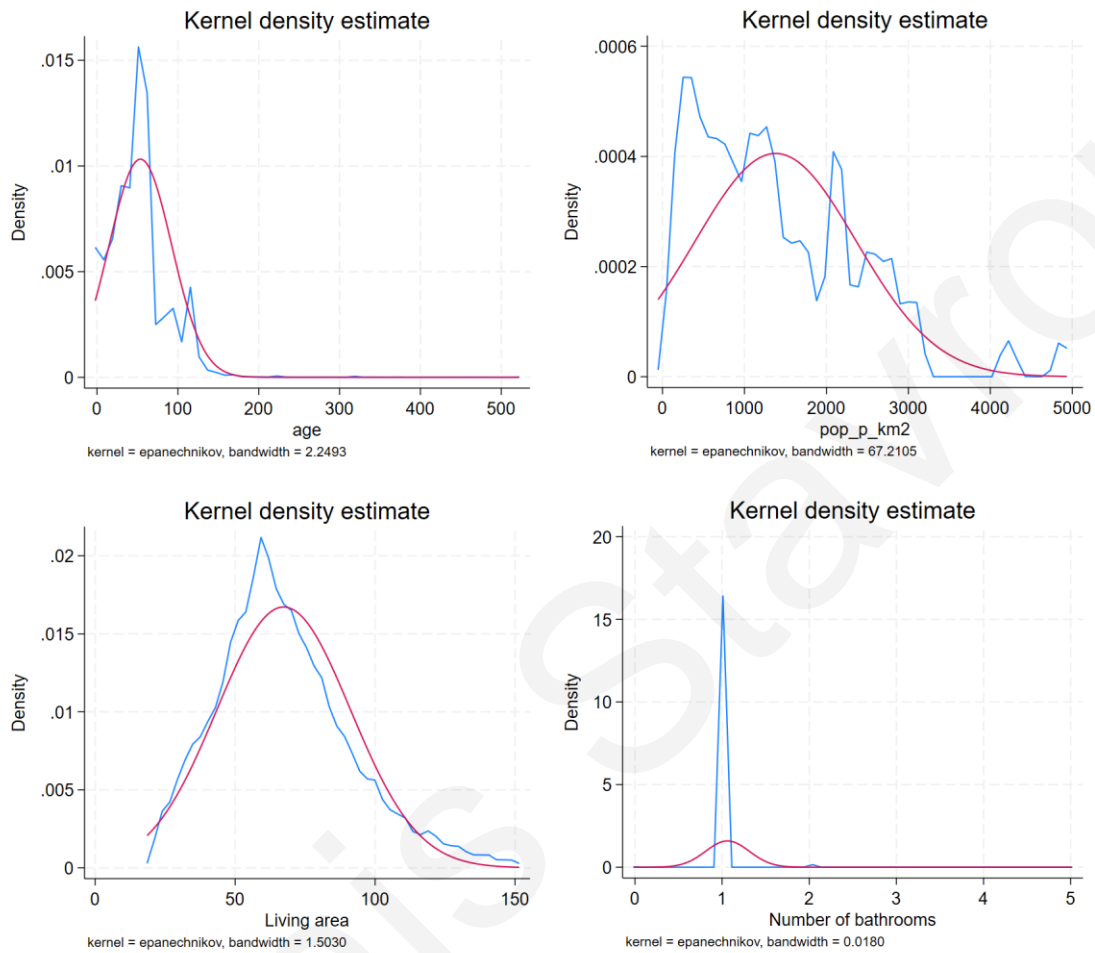 Kernel density estimate
.015
.01
.005
0
Density
0 100 200 300 400 500
age
kernel = epanechnikov, bandwidth = 2.2493
Kernel density estimate
.0006
.0004
.0002
0
Density
0 1000 2000 3000 4000 5000
pop_p_km2
kernel = epanechnikov, bandwidth = 67.2105
Kernel density estimate
.02
.015
.01
.005
0
Density
0 50 100 150
Living area
kernel = epanechnikov, bandwidth = 1.5030
Kernel density estimate
20
15
10
5
0
Density
0 1 2 3 4 5
Number of bathrooms
kernel = epanechnikov, bandwidth = 0.0180